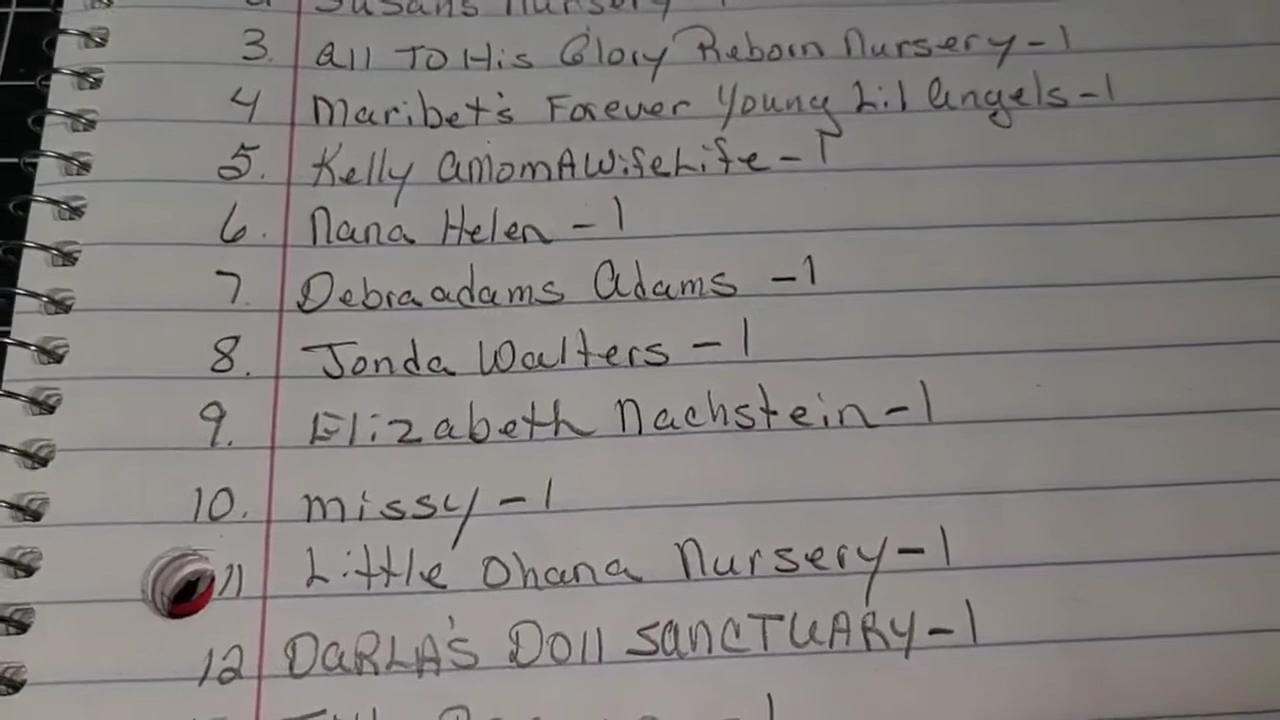 Susans Nursery
3. All To His Glory Reborn Nursery-1
4 Maribet's Forever Young Lil Angels-1
5. Kelly AMomAWifeLife-1
6. Nana Helen-1
7. Debraadams Adams-1
8. Jonda Walters-1
9. Elizabeth Nachstein-1
10. missy-1
11 Little Ohana Nursery-1
12 DaRLA'S Doll SANCTUARY-1